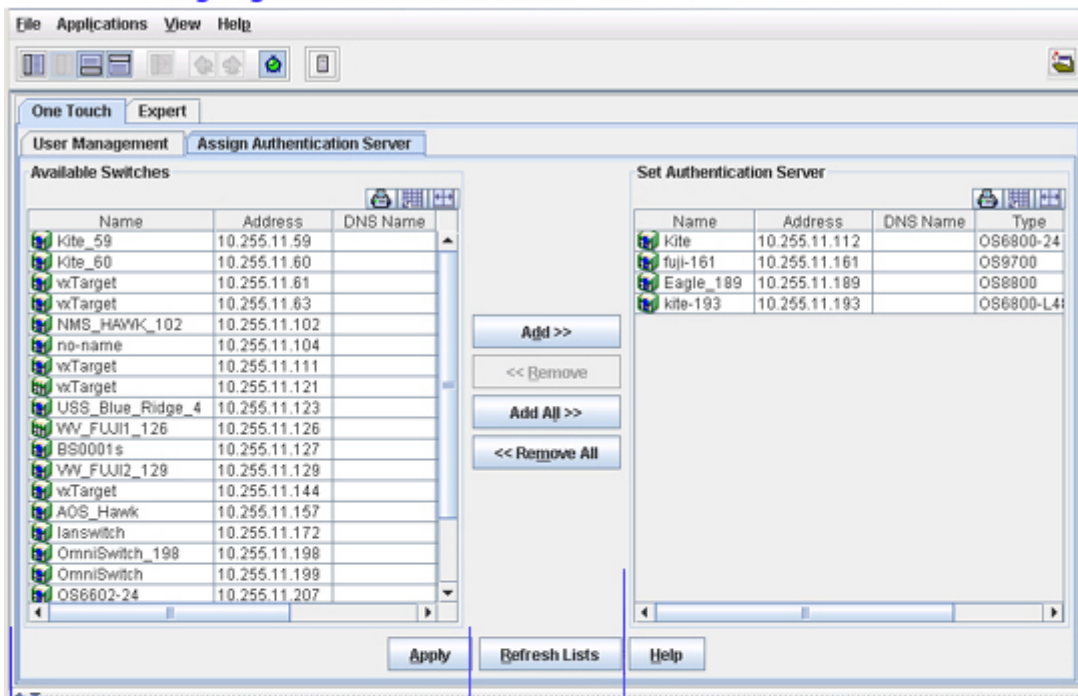 File Applications View Help
One Touch Expert
User Management Assign Authentication Server
Available Switches
Name Address DNS Name
Kite_59 10.255.11.59
Kite_60 10.255.11.60
vxTarget 10.255.11.61
vxTarget 10.255.11.63
NMS_HAWK_102 10.255.11.102
no-name 10.255.11.104
vxTarget 10.255.11.111
vxTarget 10.255.11.121
USS_Blue_Ridge_4 10.255.11.123
WV_FUJI1_126 10.255.11.126
BS0001s 10.255.11.127
VW_FUJI2_129 10.255.11.129
vxTarget 10.255.11.144
AOS_Hawk 10.255.11.157
lanswitch 10.255.11.172
OmniSwitch_198 10.255.11.198
OmniSwitch 10.255.11.199
OS6602-24 10.255.11.207
Add >>
<< Remove
Add All >>
<< Remove All
Set Authentication Server
Name Address DNS Name Type
Kite 10.255.11.112 OS6800-24
fuji-161 10.255.11.161 OS9700
Eagle_189 10.255.11.189 OS8800
kite-193 10.255.11.193 OS6800-L4
Apply Refresh Lists Help